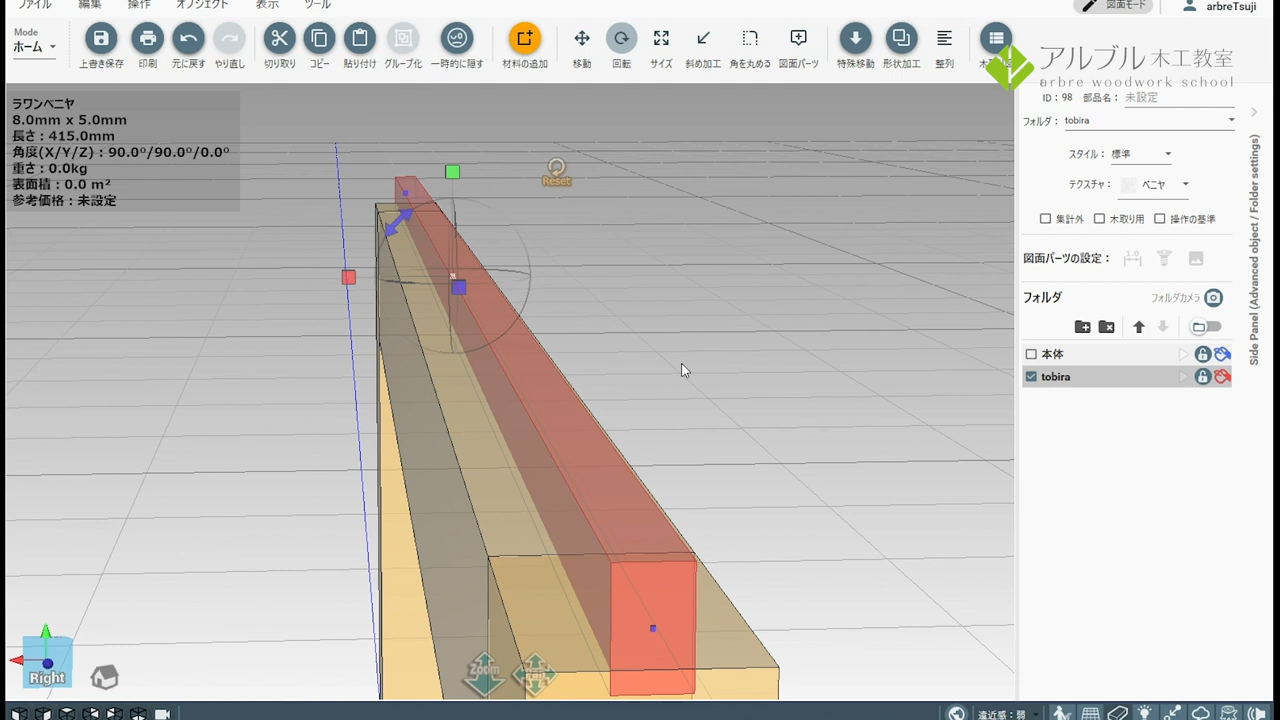 ファイル 編集 操作 オブジェクト 表示 ツール
図面モード
arbreTsuji
Mode
ホーム
上書き保存 印刷 元に戻す やり直し 切り取り コピー 貼り付け グループ化 一時的に隠す 材料の追加 移動 回転 サイズ 斜め加工 角を丸める 図面パーツ 特殊移動 形状加工 整列
アルブル木工教室
arbre woodwork school
ラワンベニヤ
8.0mm x 5.0mm
長さ：415.0mm
角度(X/Y/Z)：90.0º/90.0º/0.0º
重さ：0.0kg
表面積：0.0 m²
参考価格：未設定
Reset
ID：98 部品名： 未設定
フォルダ： tobira
スタイル： 標準
テクスチャ： ベニヤ
集計外 木取り用 操作の基準
図面パーツの設定： 1.0
フォルダ フォルダカメラ
本体
tobira
Side Panel (Advanced object / Folder settings)
Right
Zoom
遠近感：弱